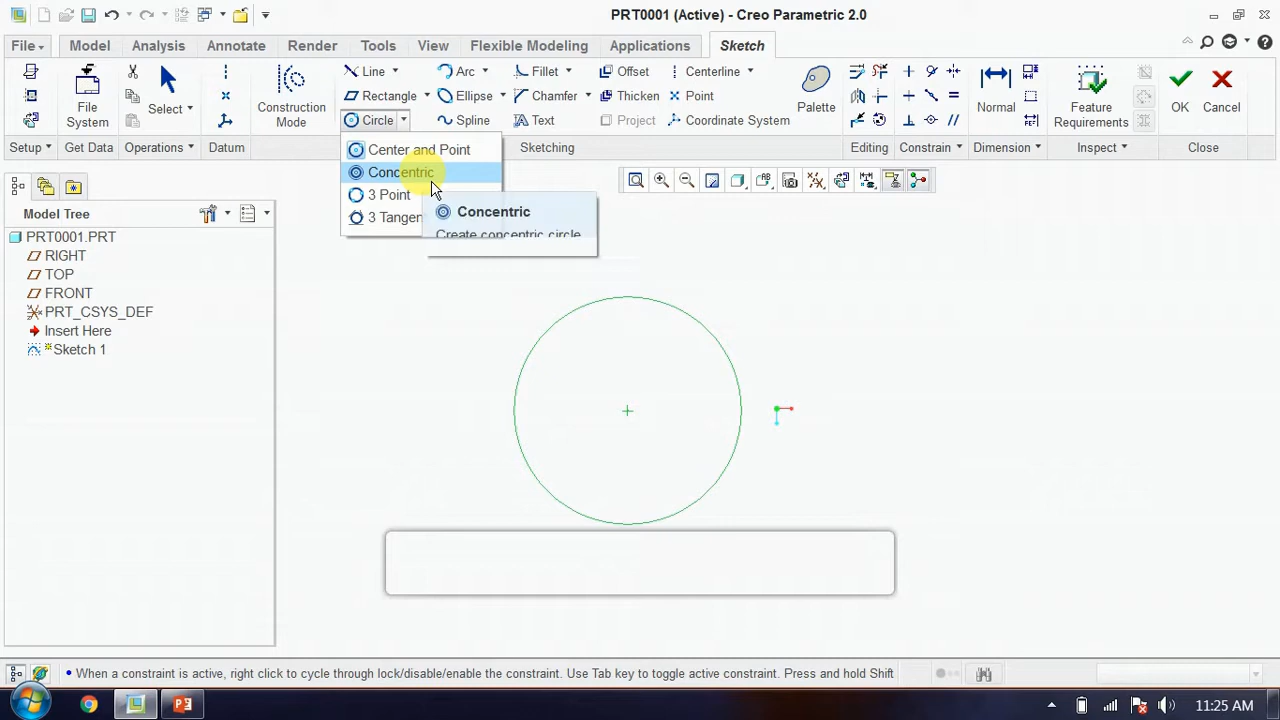 PRT0001 (Active) - Creo Parametric 2.0
File Model Analysis Annotate Render Tools View Flexible Modeling Applications Sketch
Line Arc Fillet Offset Centerline
Rectangle Ellipse Chamfer Thicken Point
Circle Spline Text Project Coordinate System
File System
Select
Construction Mode
Palette
Normal
Feature Requirements
OK
Cancel
Setup Get Data Operations Datum Sketching Editing Constrain Dimension Inspect Close
Center and Point
Concentric
3 Point
3 Tangen
Concentric
Create concentric circle
Model Tree
PRT0001.PRT
RIGHT
TOP
FRONT
PRT_CSYS_DEF
Insert Here
Sketch 1
• When a constraint is active, right click to cycle through lock/disable/enable the constraint. Use Tab key to toggle active constraint. Press and hold Shift
11:25 AM